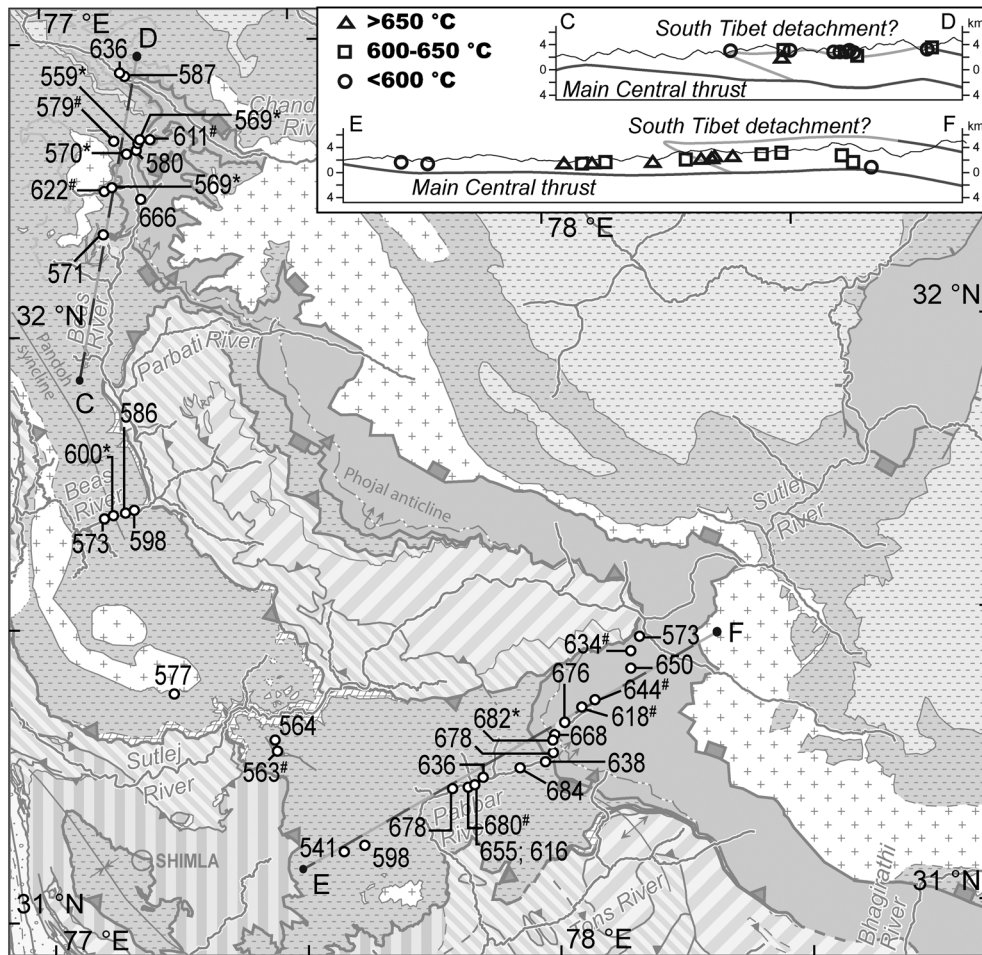 77 °E
>650 °C
600-650 °C
<600 °C
C
South Tibet detachment?
D
km
4
4
0
0
4
4
Main Central thrust
E
F
South Tibet detachment?
km
4
4
0
0
4
4
Main Central thrust
636
D
587
559*
579#
Chand
River
569*
611#
570*
580
622#
569*
666
571
78 °E
32 °N
32 °N
Beas
River
Pandoh
syncline
Parbati River
C
586
600*
Beas
River
573
598
Phojal anticline
Sutlej
River
577
564
563#
Sutlej
River
634#
573
F
650
676
644#
618#
682*
668
678
638
636
684
Pabbar
River
678
680#
655, 616
541
598
E
SHIMLA
31 °N
31 °N
Tons River
Bhagirathi
River
77 °E
78 °E